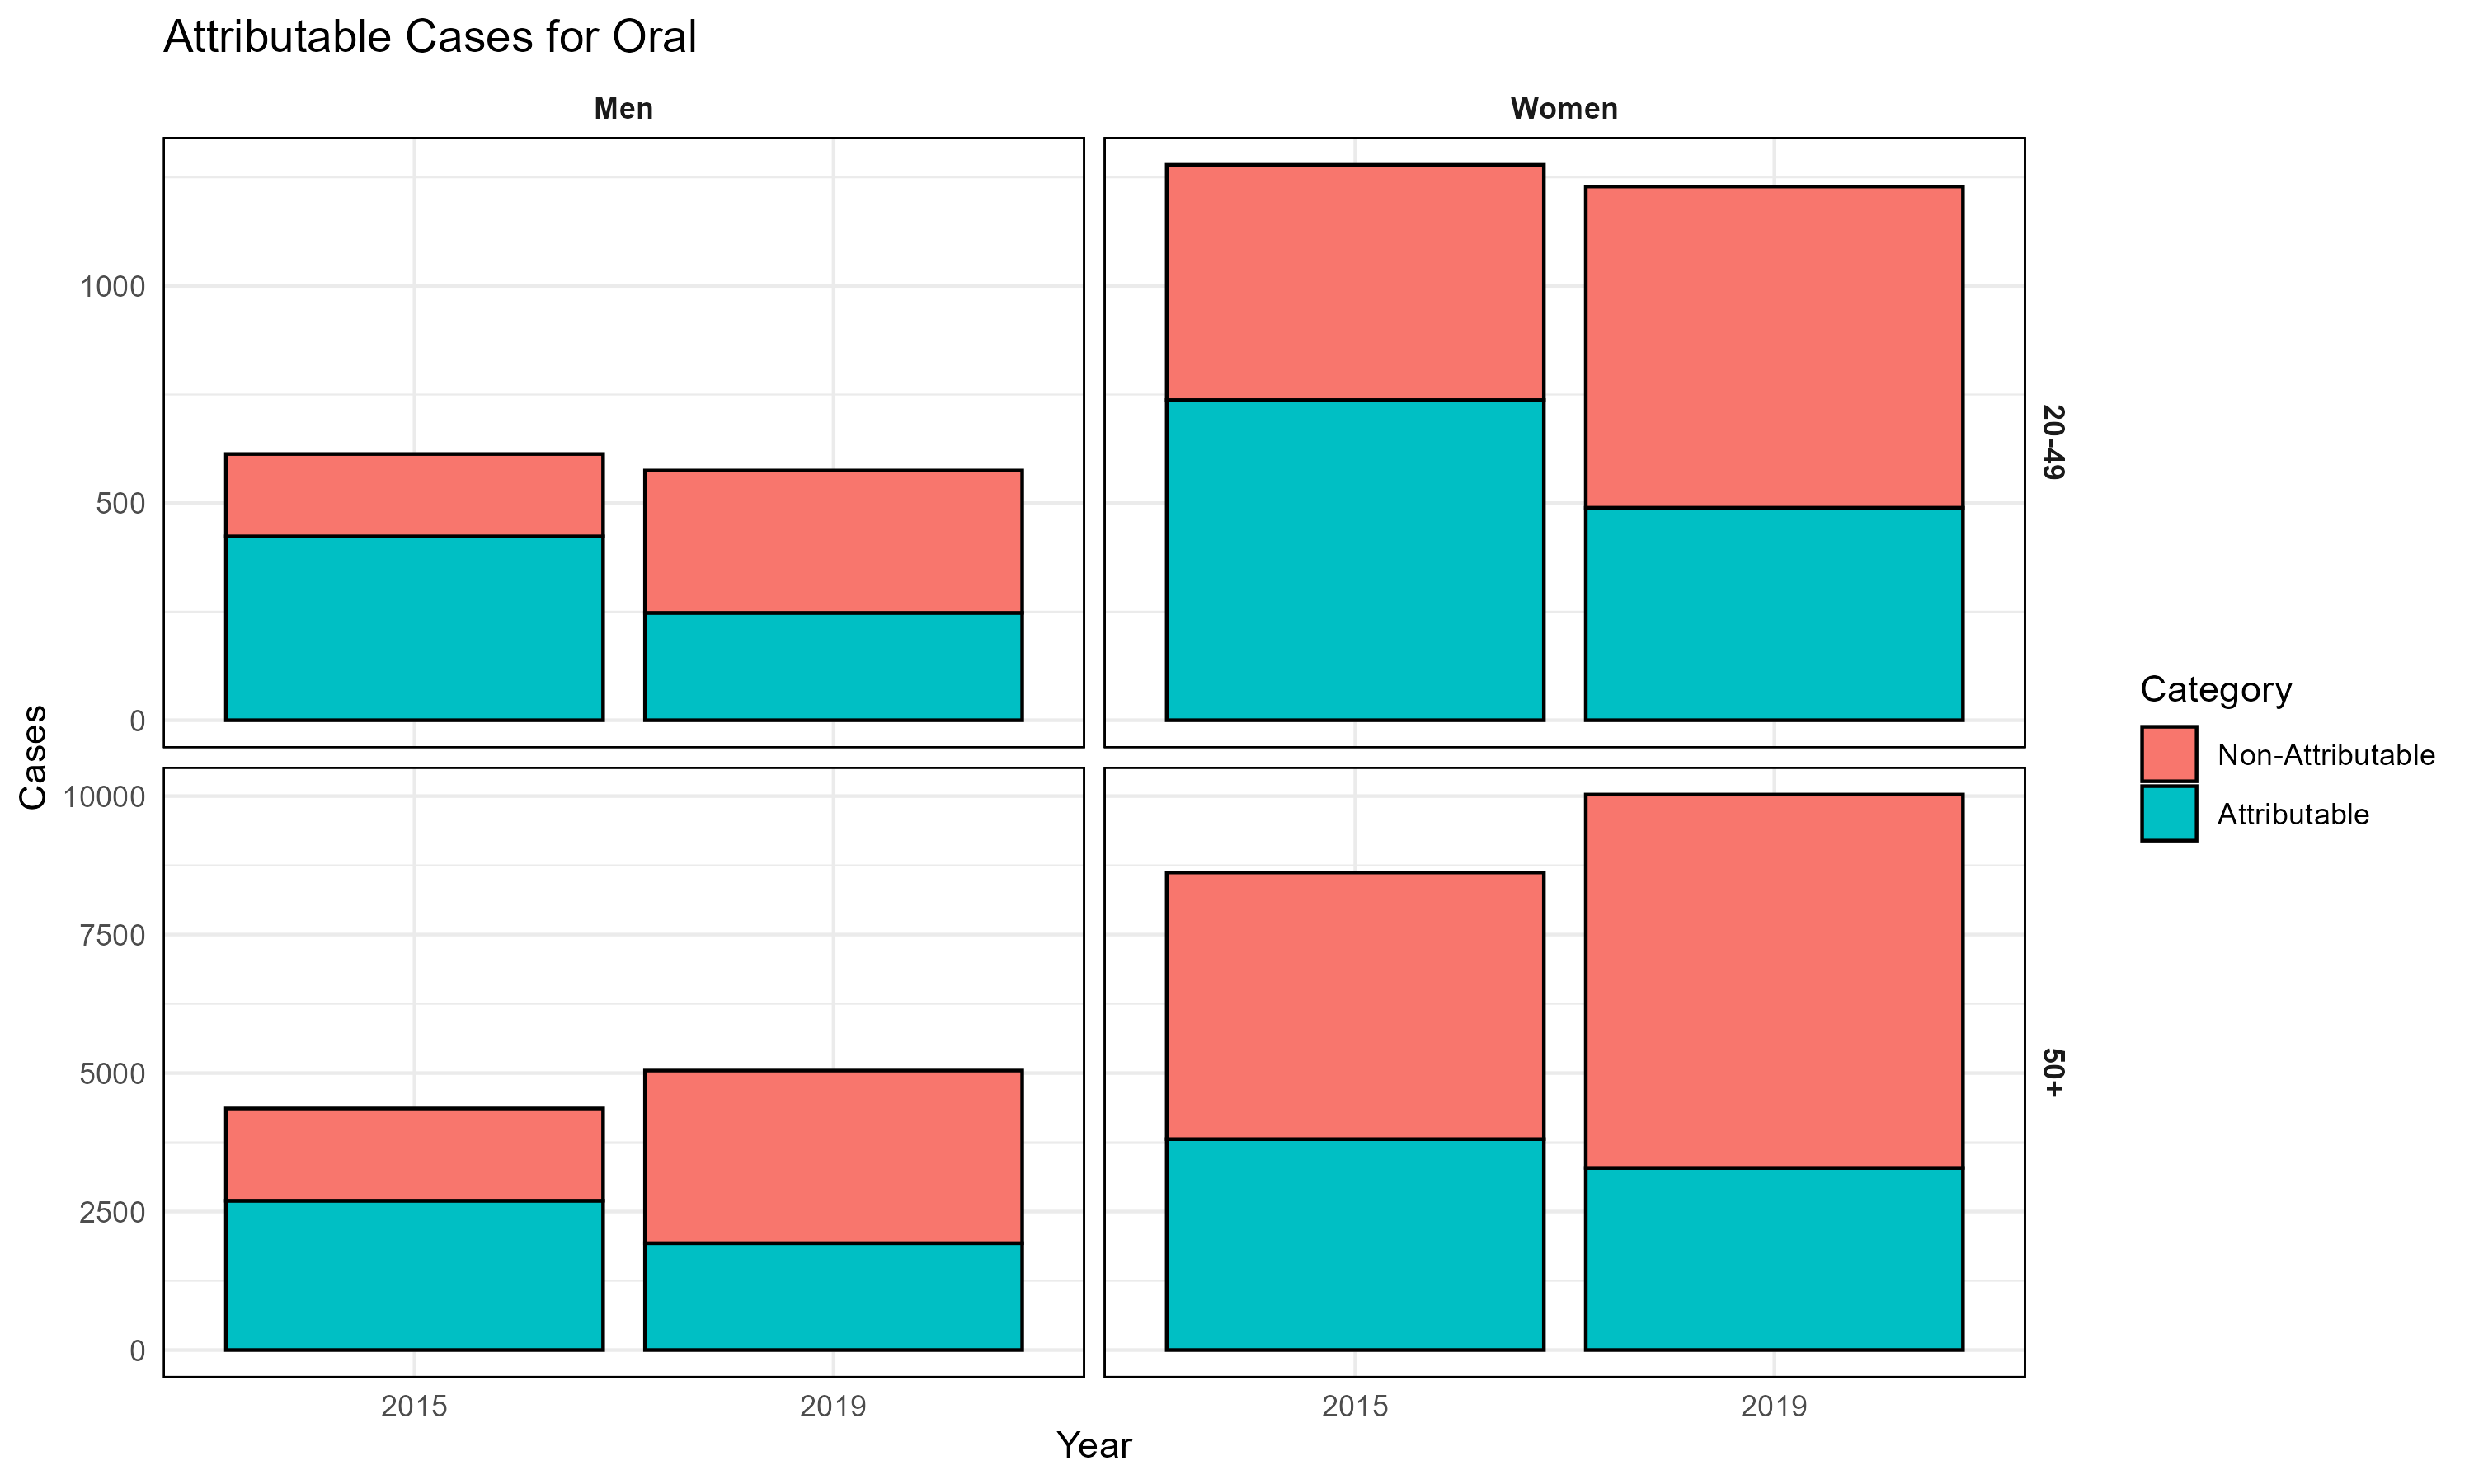 Attributable Cases for Oral
Men
Women
1000
500
0
20-49
Cases
10000
7500
5000
2500
0
50+
2015
2019
2015
2019
Year
Category
Non-Attributable
Attributable